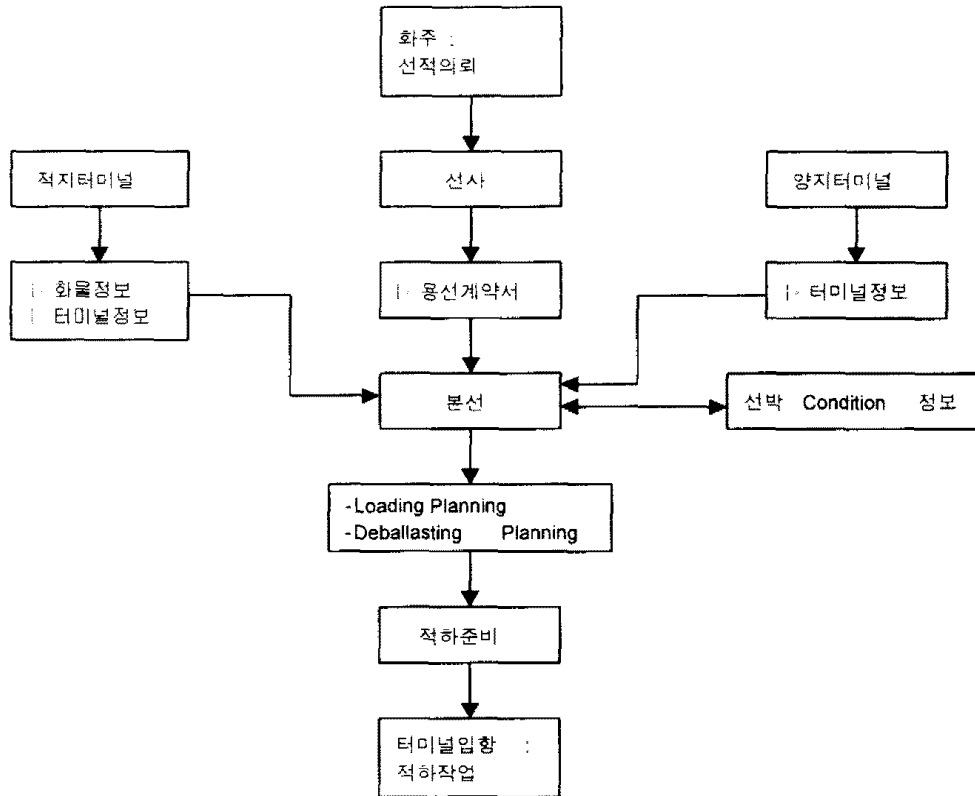 화주 :
선적의뢰
적지터미널
선사
양지터미널
화물정보
터미널정보
용선계약서
터미널정보
본선
선박 Condition 정보
-Loading Planning
-Deballasting Planning
적하준비
터미널입항 :
적하작업